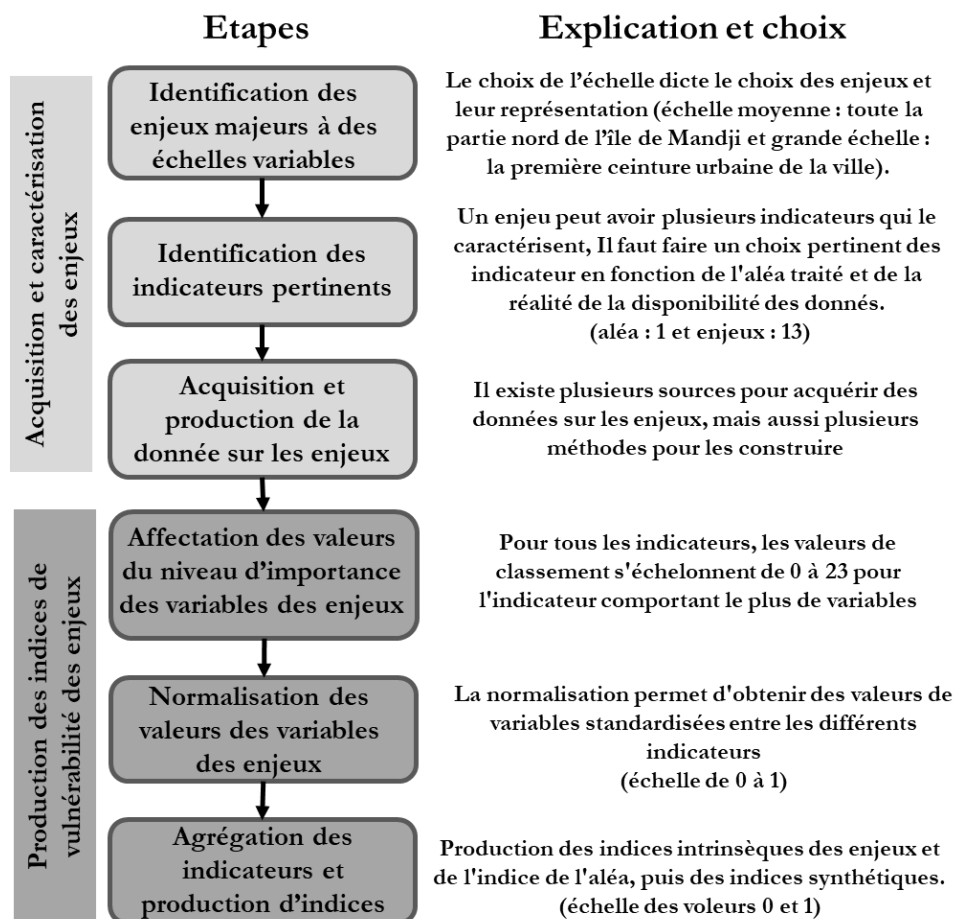 Etapes
Explication et choix
Acquisition et caractérisation
des enjeux
Identification des
enjeux majeurs à des
échelles variables
Le choix de l'échelle dicte le choix des enjeux et
leur représentation (échelle moyenne : toute la
partie nord de l'île de Mandji et grande échelle :
la première ceinture urbaine de la ville).
Identification des
indicateurs pertinents
Un enjeu peut avoir plusieurs indicateurs qui le
caractérisent, Il faut faire un choix pertinent des
indicateur en fonction de l'aléa traité et de la
réalité de la disponibilité des donnés.
(aléa : 1 et enjeux : 13)
Acquisition et
production de la
donnée sur les enjeux
Il existe plusieurs sources pour acquérir des
données sur les enjeux, mais aussi plusieurs
méthodes pour les construire
Production des indices de
vulnérabilité des enjeux
Affectation des valeurs
du niveau d'importance
des variables des enjeux
Pour tous les indicateurs, les valeurs de
classement s'échelonnent de 0 à 23 pour
l'indicateur comportant le plus de variables
Normalisation des
valeurs des variables
des enjeux
La normalisation permet d'obtenir des valeurs de
variables standardisées entre les différents
indicateurs
(échelle de 0 à 1)
Agrégation des
indicateurs et
production d'indices
Production des indices intrinsèques des enjeux et
de l'indice de l'aléa, puis des indices synthétiques.
(échelle des voleurs 0 et 1)